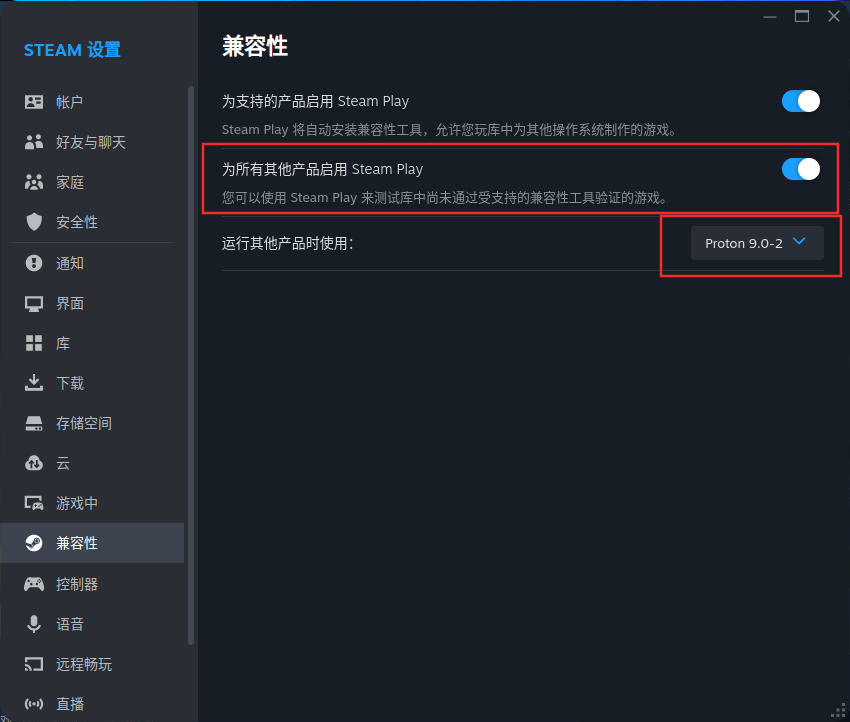 STEAM 设置
帐户
好友与聊天
家庭
安全性
通知
界面
库
下载
存储空间
云
游戏中
兼容性
控制器
语音
远程畅玩
直播
兼容性
为支持的产品启用 Steam Play
Steam Play 将自动安装兼容性工具，允许您玩库中为其他操作系统制作的游戏。
为所有其他产品启用 Steam Play
您可以使用 Steam Play 来测试库中尚未通过受支持的兼容性工具验证的游戏。
运行其他产品时使用：
Proton 9.0-2